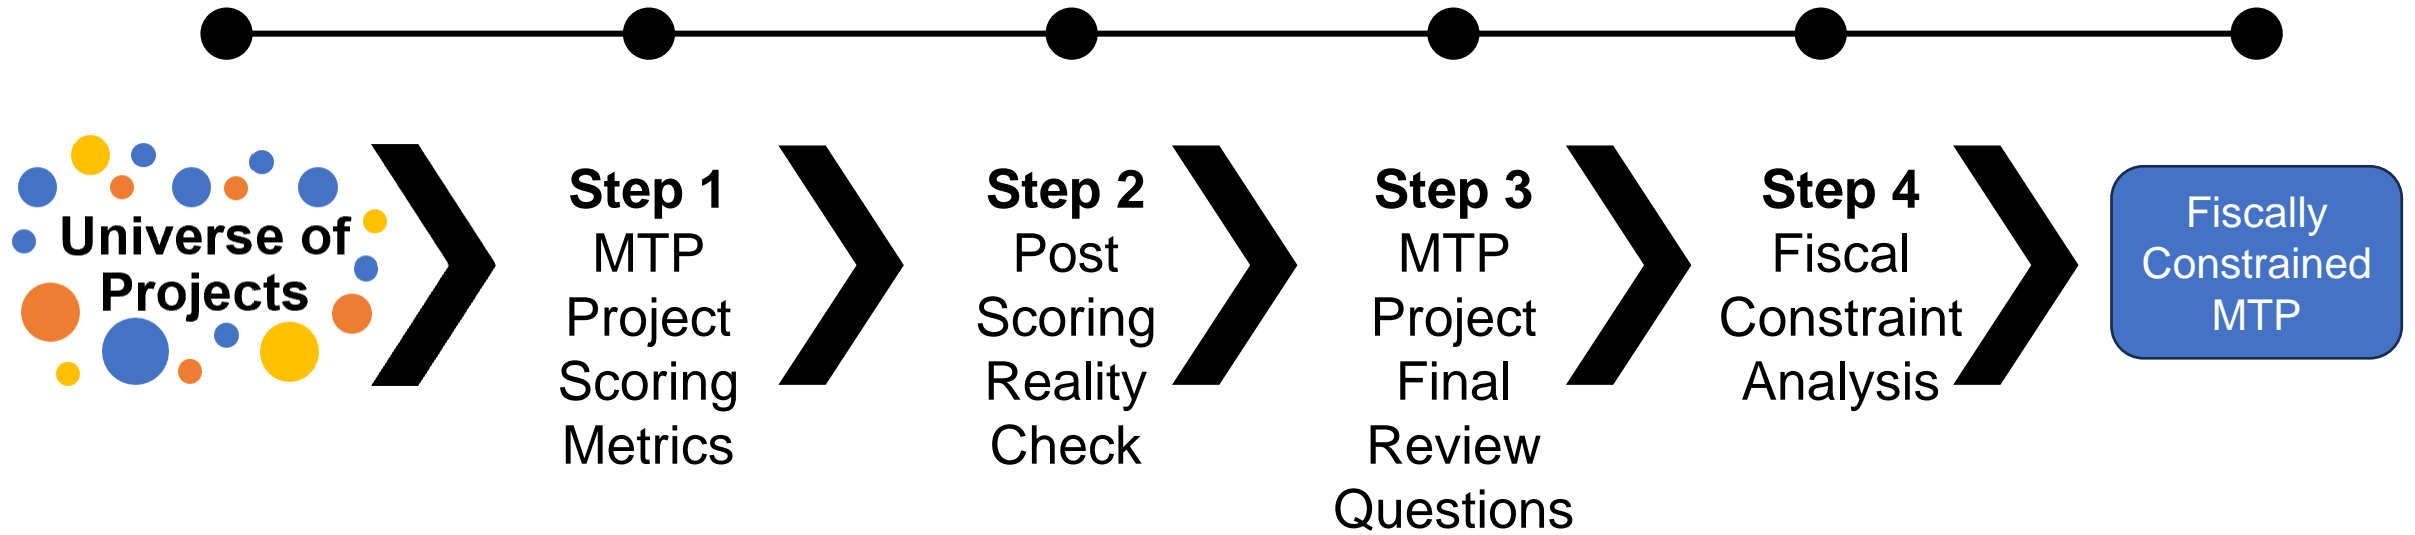 Universe of
Projects
Step 1
MTP
Project
Scoring
Metrics
Step 2
Post
Scoring
Reality
Check
Step 3
MTP
Project
Final
Review
Questions
Step 4
Fiscal
Constraint
Analysis
Fiscally
Constrained
MTP